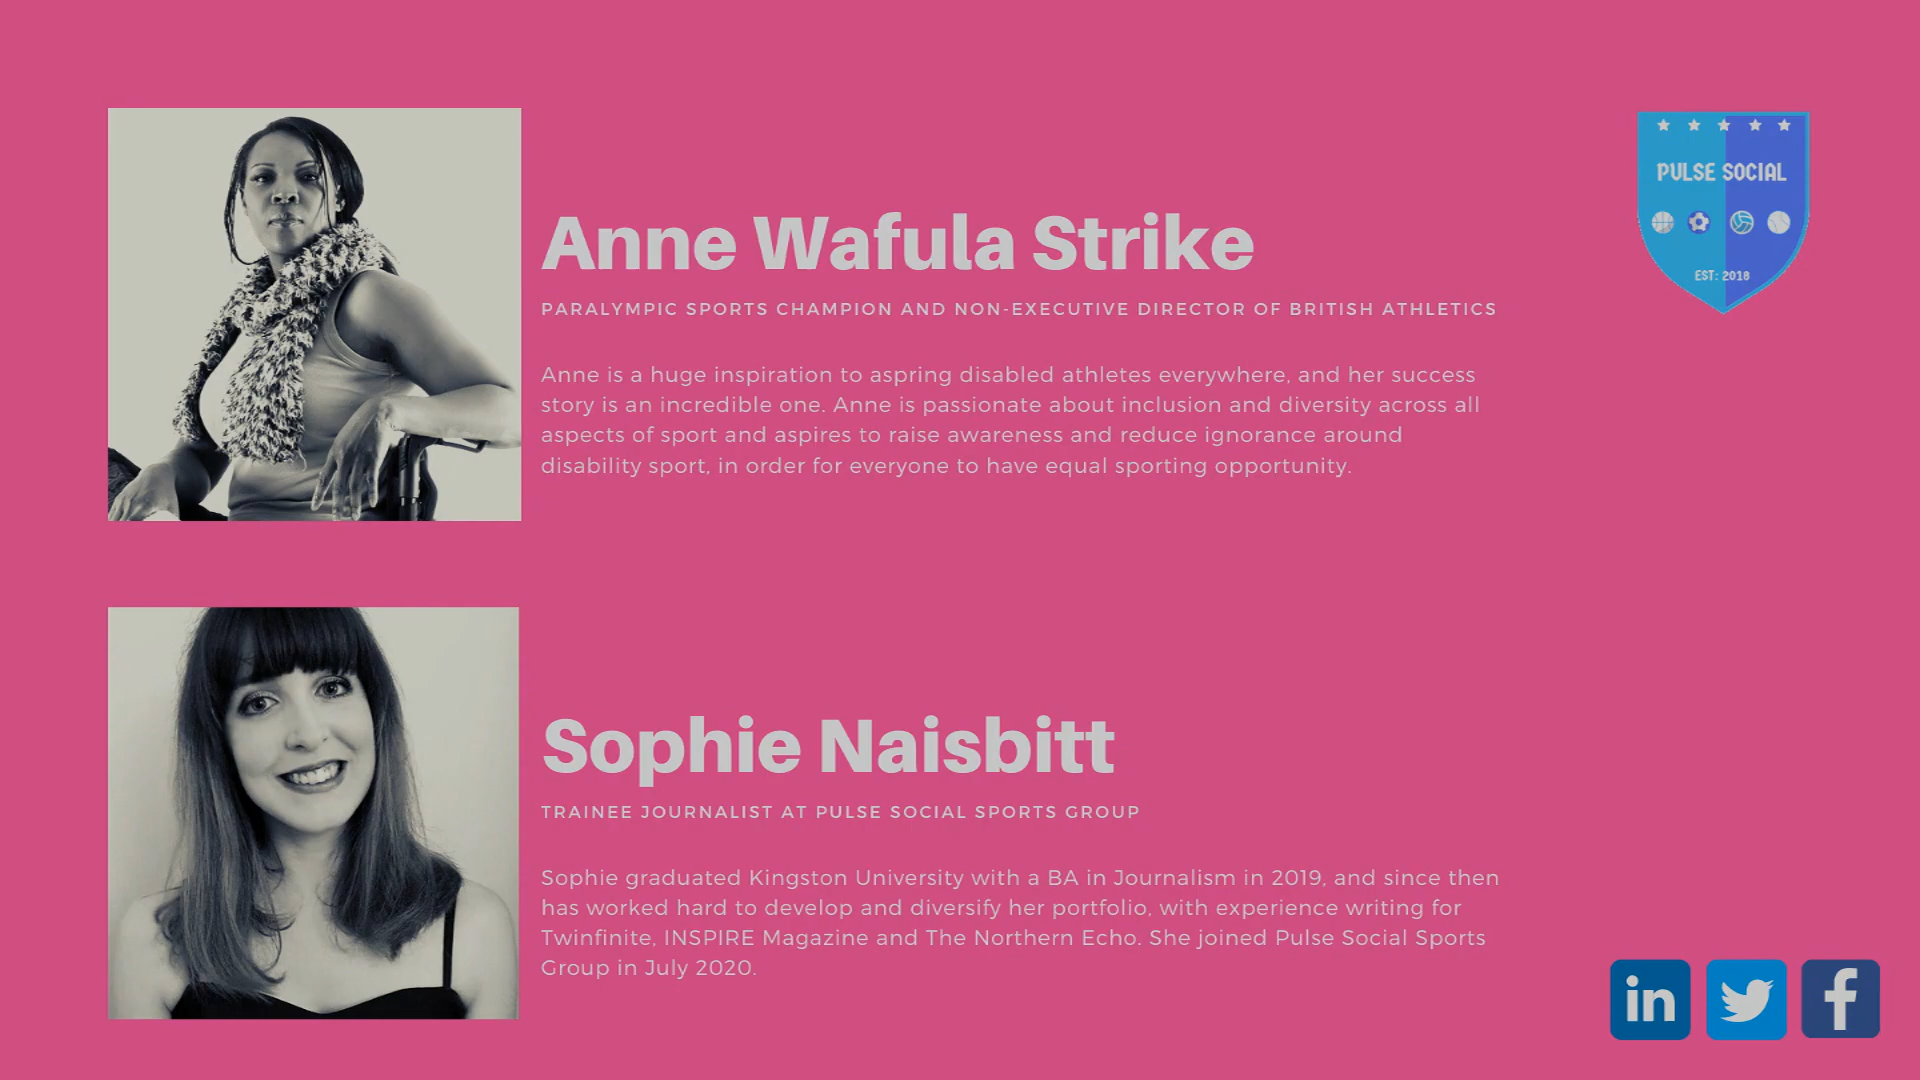 PULSE SOCIAL
EST: 2018
Anne Wafula Strike
PARALYMPIC SPORTS CHAMPION AND NON-EXECUTIVE DIRECTOR OF BRITISH ATHLETICS
Anne is a huge inspiration to aspring disabled athletes everywhere, and her success
story is an incredible one. Anne is passionate about inclusion and diversity across all
aspects of sport and aspires to raise awareness and reduce ignorance around
disability sport, in order for everyone to have equal sporting opportunity.
Sophie Naisbitt
TRAINEE JOURNALIST AT PULSE SOCIAL SPORTS GROUP
Sophie graduated Kingston University with a BA in Journalism in 2019, and since then
has worked hard to develop and diversify her portfolio, with experience writing for
Twinfinite, INSPIRE Magazine and The Northern Echo. She joined Pulse Social Sports
Group in July 2020.
in
f